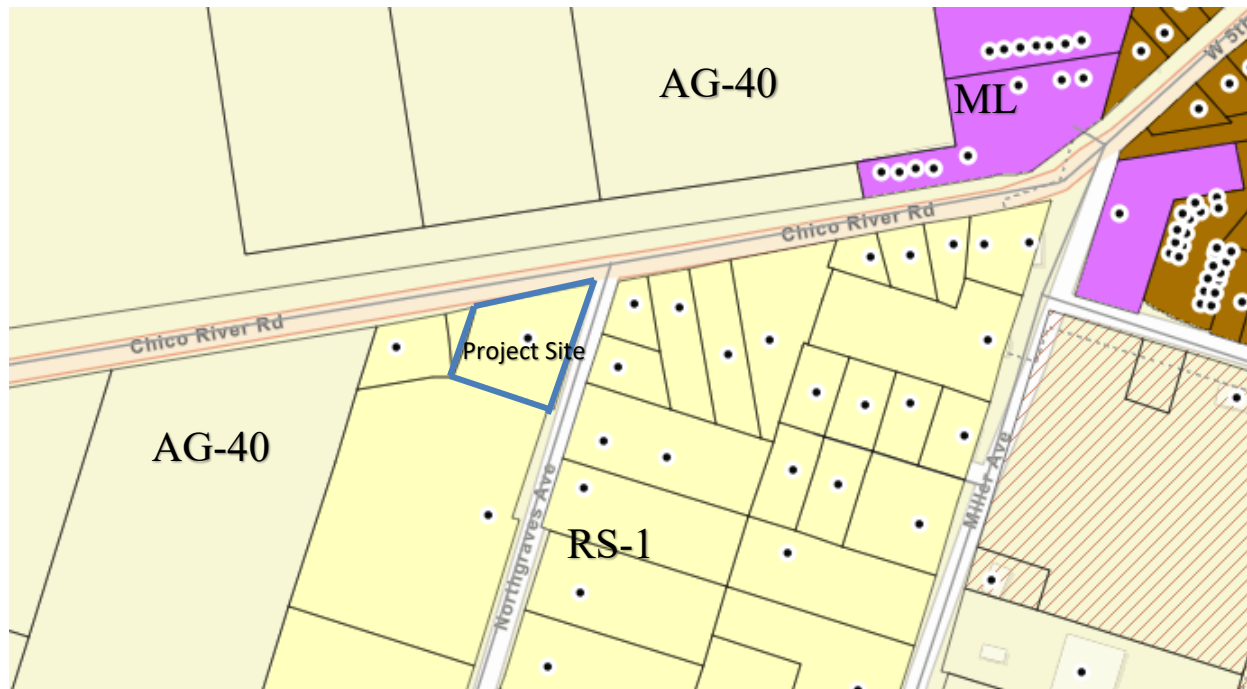 AG-40
ML
W 5th
Chico River Rd
Chico River Rd
Project Site
AG-40
RS-1
Northgraves Ave
Miller Ave